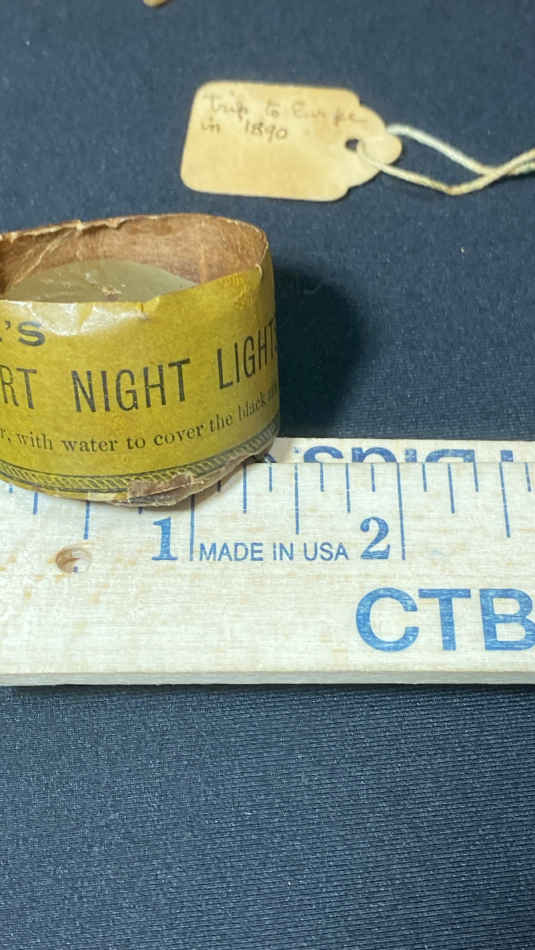 trip to Europe
in 1890
'S
RT NIGHT LIGHT
r, with water to cover the black
1 MADE IN USA 2
CTB